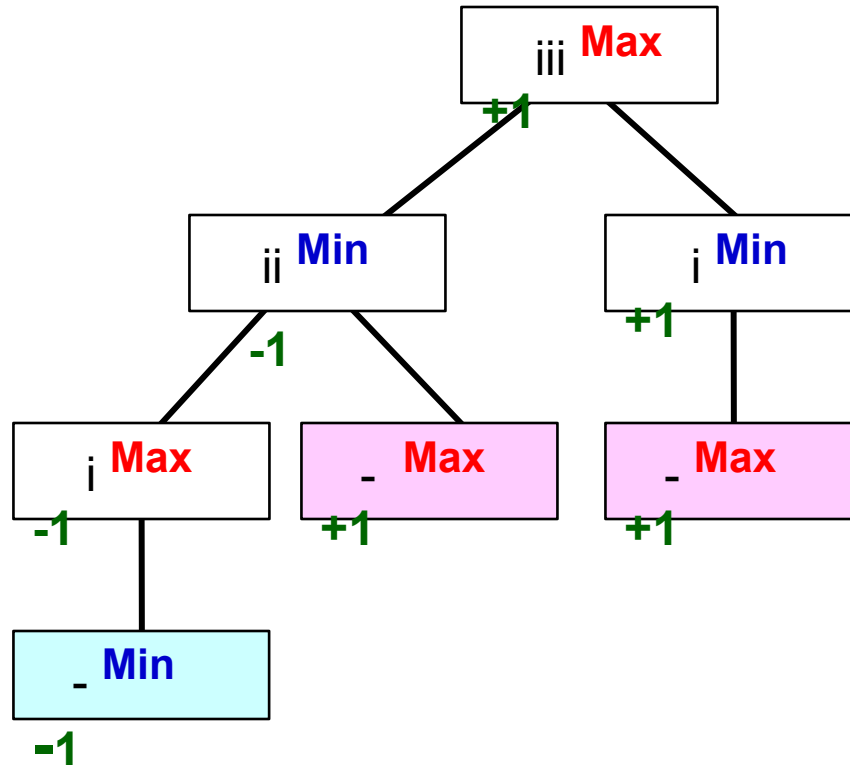 iii Max
+1
ii Min
i Min
-1
+1
i Max
- Max
- Max
-1
+1
+1
- Min
-1